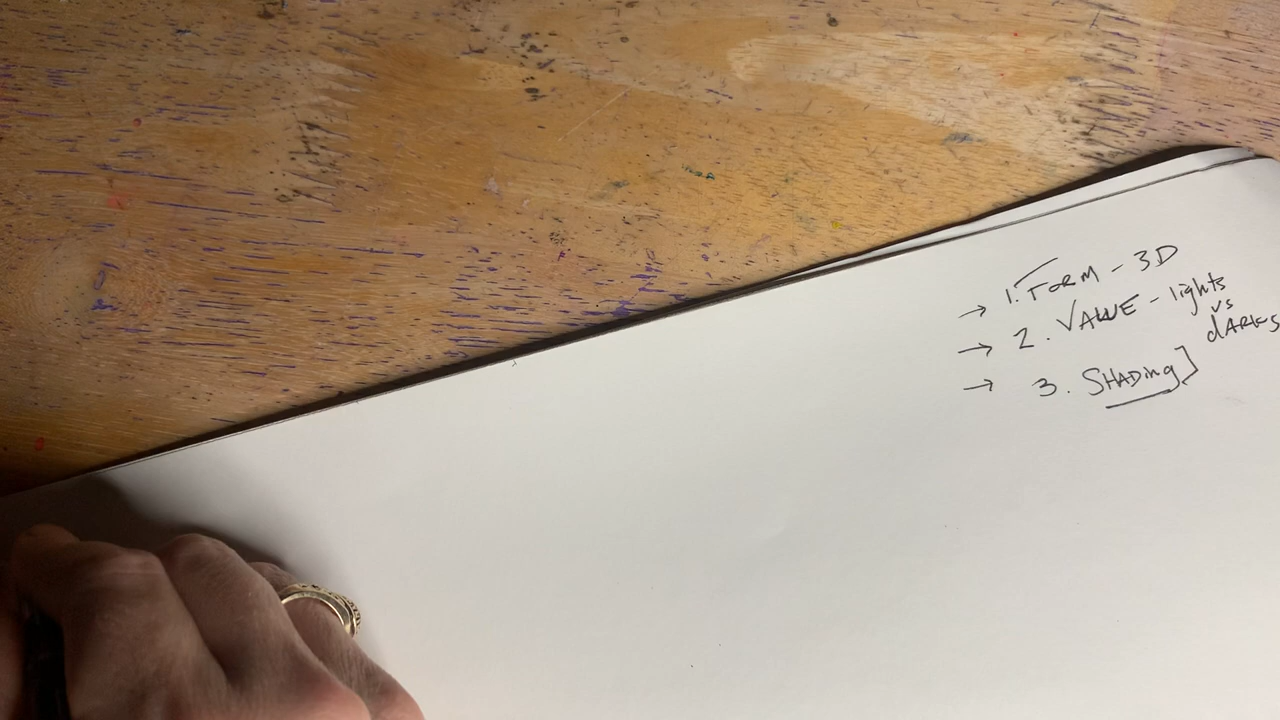 → 1. FORM - 3D
→ 2. VALUE - lights
vs
dARKS
→ 3. SHADing]